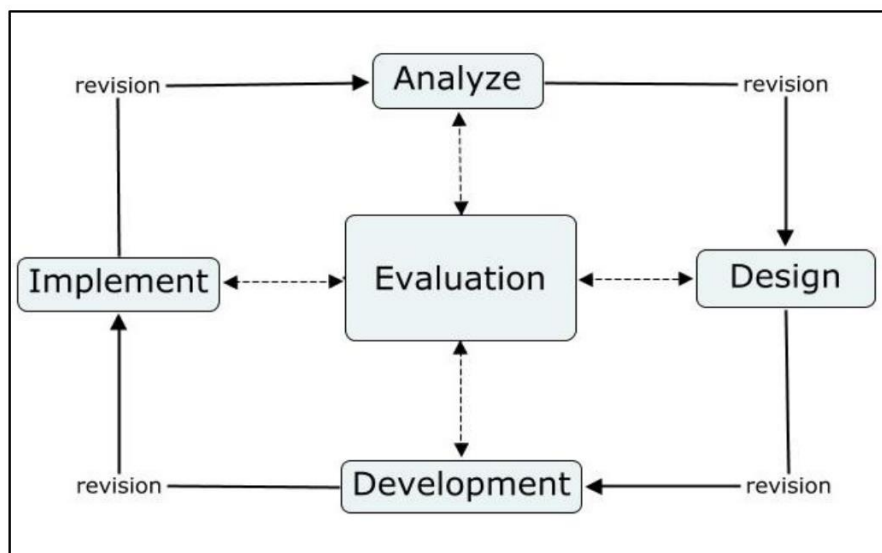 Analyze
revision
revision
Implement
Evaluation
Design
revision
Development
revision